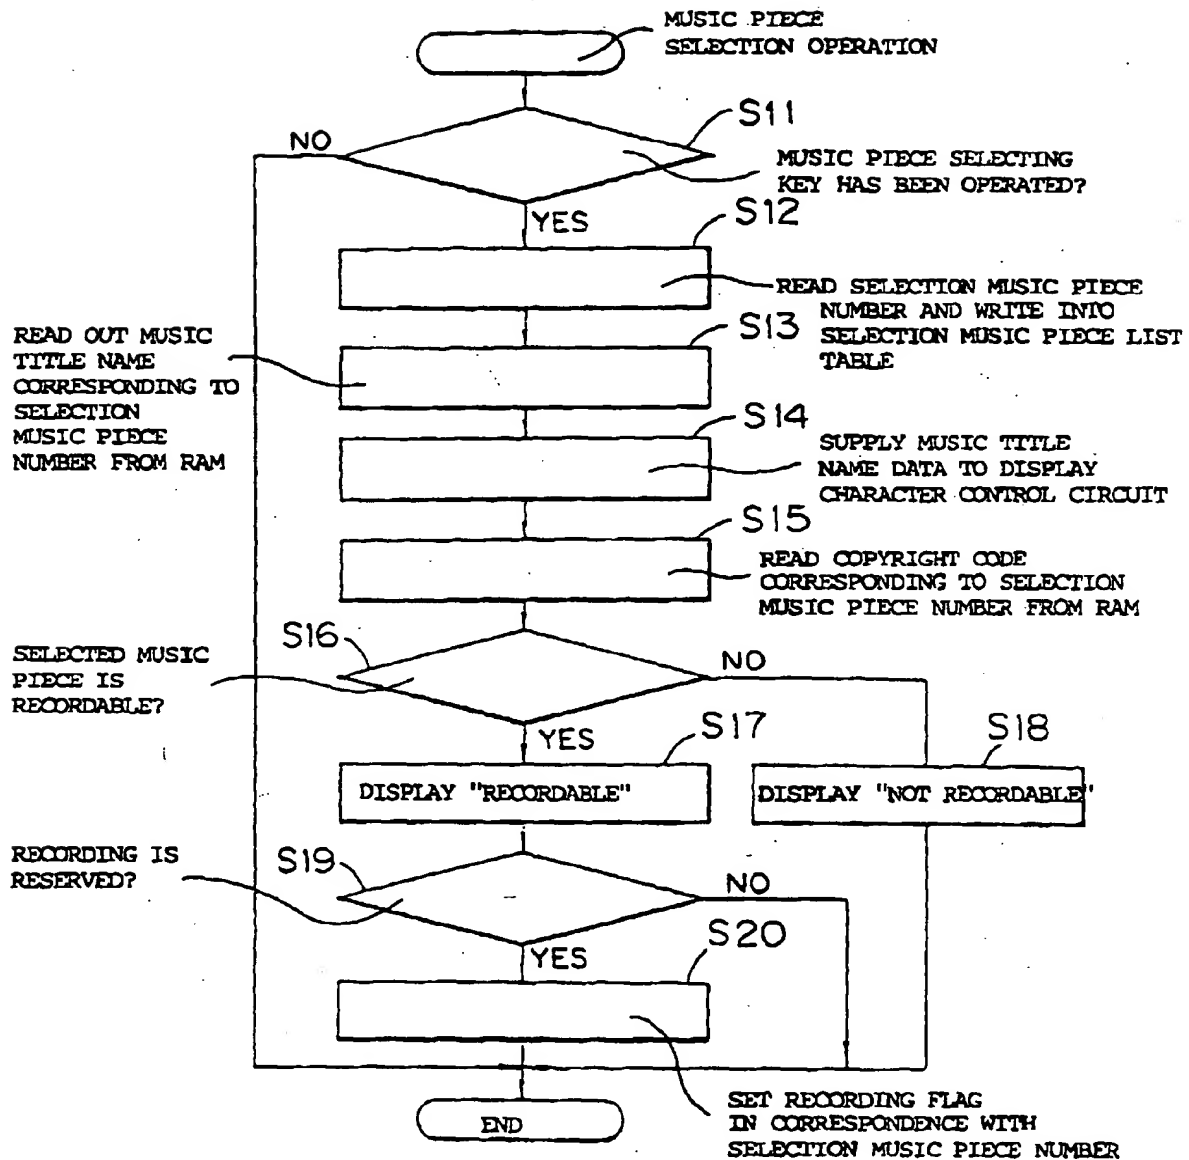 MUSIC PIECE
SELECTION OPERATION
S11
NO
MUSIC PIECE SELECTING
KEY HAS BEEN OPERATED?
YES
S12
READ SELECTION MUSIC PIECE
NUMBER AND WRITE INTO
SELECTION MUSIC PIECE LIST
TABLE
S13
READ OUT MUSIC
TITLE NAME
CORRESPONDING TO
SELECTION
MUSIC PIECE
NUMBER FROM RAM
S14
SUPPLY MUSIC TITLE
NAME DATA TO DISPLAY
CHARACTER CONTROL CIRCUIT
S15
READ COPYRIGHT CODE
CORRESPONDING TO SELECTION
MUSIC PIECE NUMBER FROM RAM
S16
SELECTED MUSIC
PIECE IS
RECORDABLE?
NO
YES
S17
DISPLAY "RECORDABLE"
S18
DISPLAY "NOT RECORDABLE"
RECORDING IS
RESERVED?
S19
NO
YES
S20
SET RECORDING FLAG
IN CORRESPONDENCE WITH
SELECTION MUSIC PIECE NUMBER
END